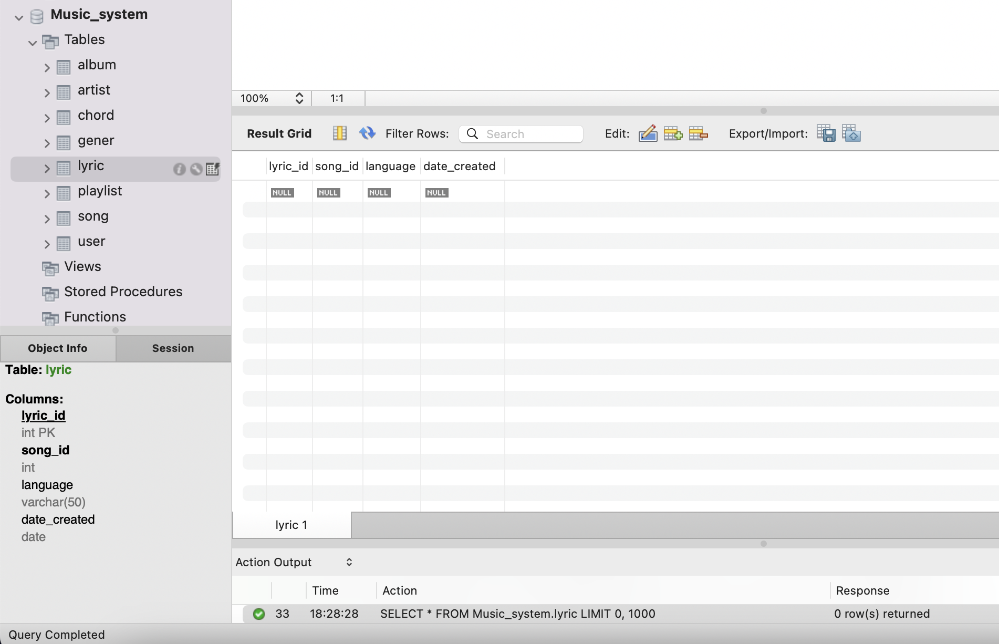 Music_system
Tables
album
artist
chord
gener
lyric
playlist
song
user
Views
Stored Procedures
Functions
Object Info Session
Table: lyric
Columns:
lyric_id
int PK
song_id
int
language
varchar(50)
date_created
date
100% 1:1
Result Grid Filter Rows: Search Edit: Export/Import:
lyric_id song_id language date_created
NULL NULL NULL NULL
lyric 1
Action Output
Time Action Response
33 18:28:28 SELECT * FROM Music_system.lyric LIMIT 0, 1000 0 row(s) returned
Query Completed